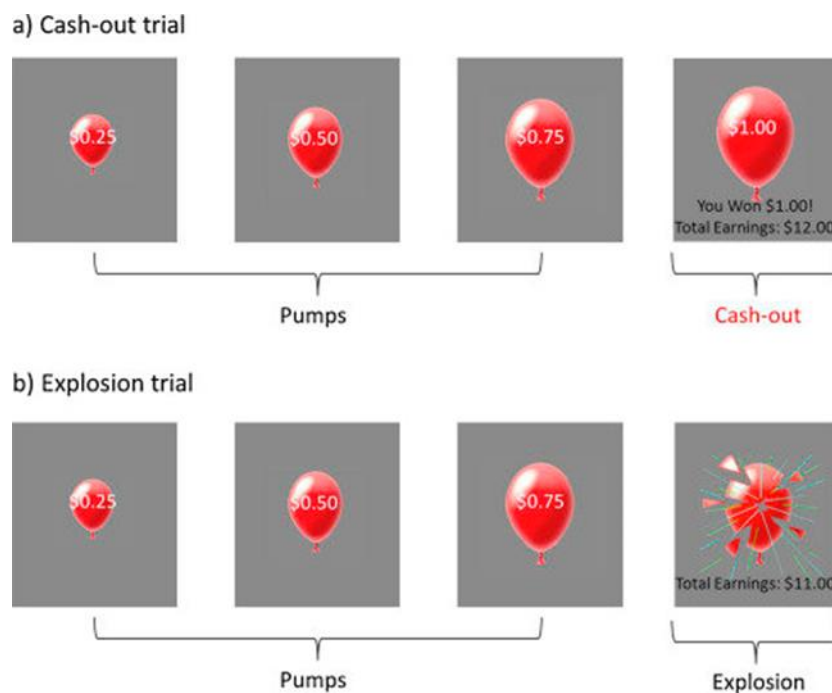 a) Cash-out trial
$0.25
$0.50
$0.75
$1.00
You Won $1.00!
Total Earnings: $12.00
Pumps
Cash-out
b) Explosion trial
$0.25
$0.50
$0.75
Total Earnings: $11.00
Pumps
Explosion